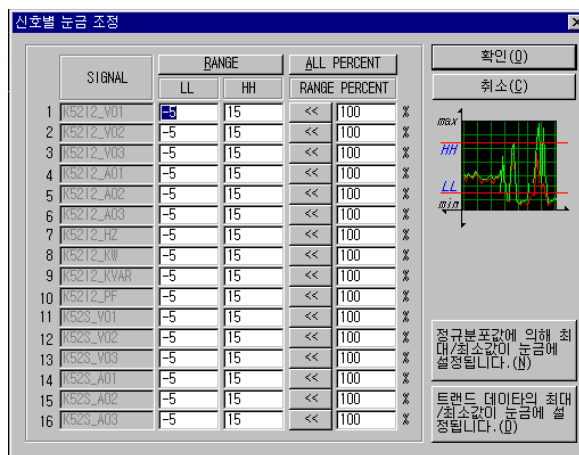 신호별 눈금 조정
RANGE ALL PERCENT 확인(O)
SIGNAL LL HH RANGE PERCENT 취소(C)
1 K52I2_V01 -5 15 << 100 %
2 K52I2_V02 -5 15 << 100 %
3 K52I2_V03 -5 15 << 100 %
4 K52I2_A01 -5 15 << 100 %
5 K52I2_A02 -5 15 << 100 %
6 K52I2_A03 -5 15 << 100 %
7 K52I2_HZ -5 15 << 100 %
8 K52I2_KW -5 15 << 100 %
9 K52I2_KVAR -5 15 << 100 %
10 K52I2_PF -5 15 << 100 %
11 K52S_V01 -5 15 << 100 %
12 K52S_V02 -5 15 << 100 %
13 K52S_V03 -5 15 << 100 %
14 K52S_A01 -5 15 << 100 %
15 K52S_A02 -5 15 << 100 %
16 K52S_A03 -5 15 << 100 %
max
HH
LL
min
정규분포값에 의해 최
대/최소값이 눈금에
설정됩니다.(N)
트랜드 데이타의 최대
/최소값이 눈금에 설
정됩니다.(D)